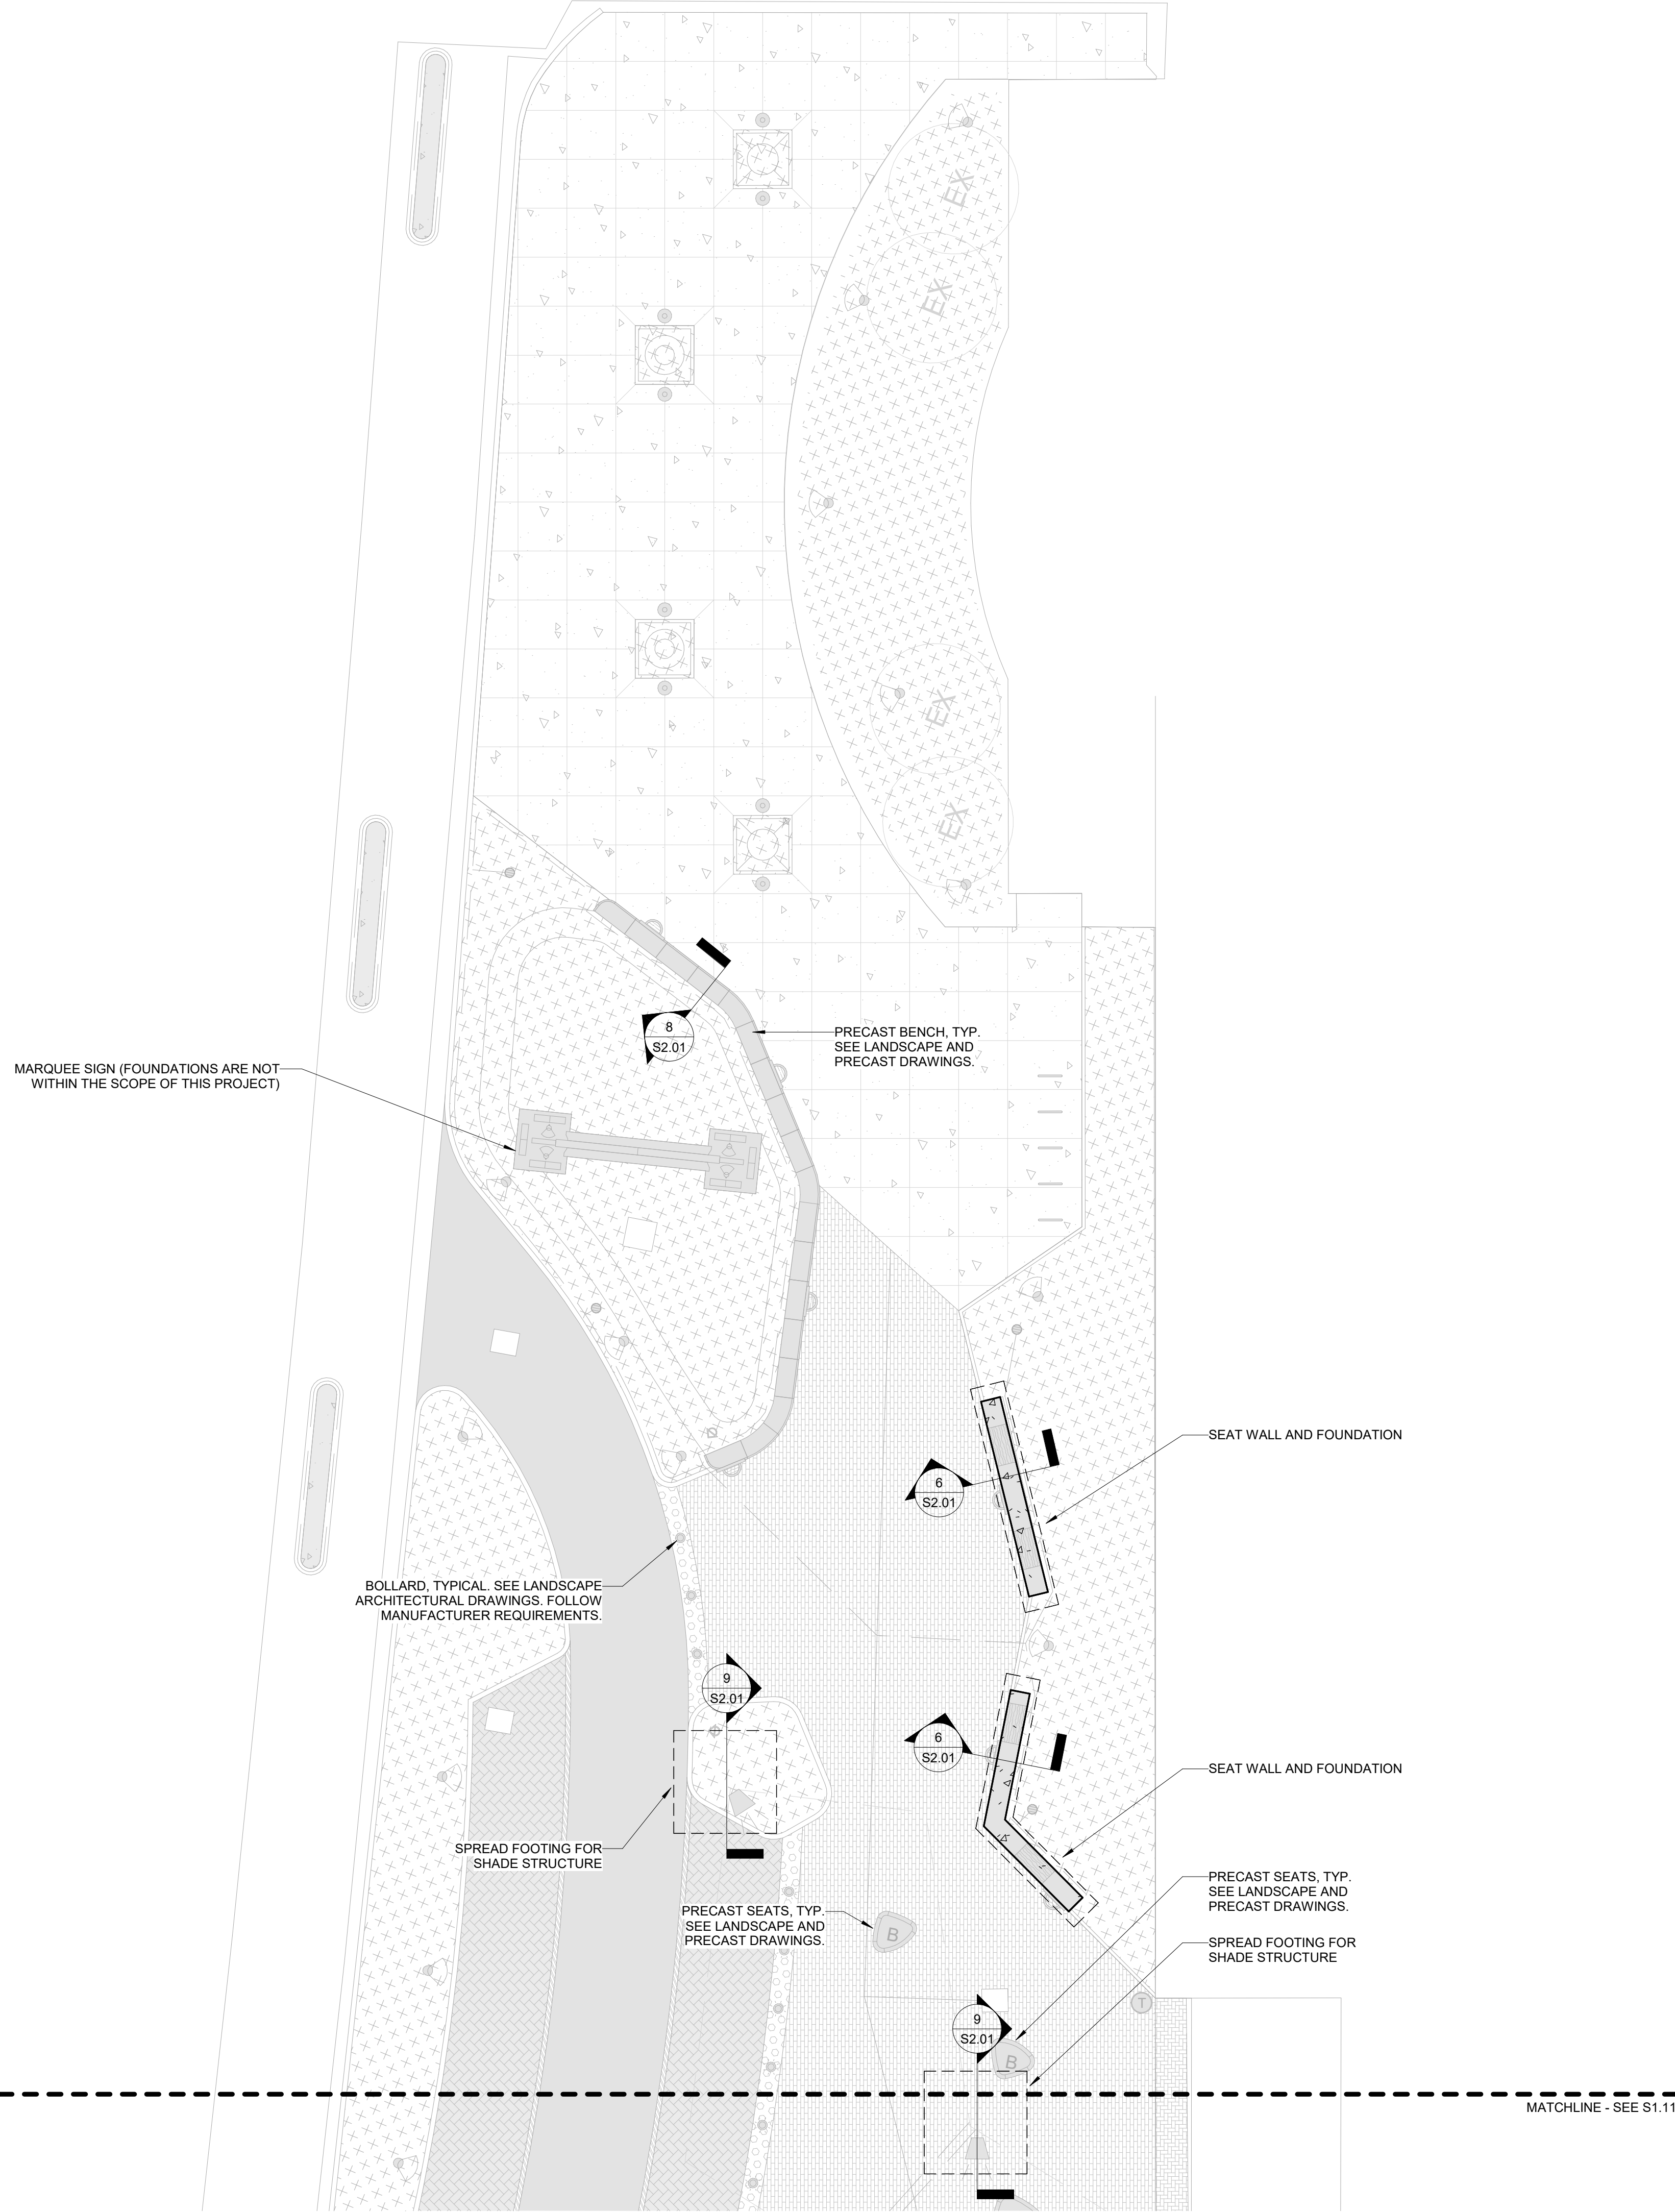 EX
EX
EX
EX
8
S2.01
PRECAST BENCH, TYP.
SEE LANDSCAPE AND
PRECAST DRAWINGS.
MARQUEE SIGN (FOUNDATIONS ARE NOT
WITHIN THE SCOPE OF THIS PROJECT)
SEAT WALL AND FOUNDATION
6
S2.01
BOLLARD, TYPICAL. SEE LANDSCAPE
ARCHITECTURAL DRAWINGS. FOLLOW
MANUFACTURER REQUIREMENTS.
9
S2.01
6
S2.01
SEAT WALL AND FOUNDATION
SPREAD FOOTING FOR
SHADE STRUCTURE
PRECAST SEATS, TYP.
SEE LANDSCAPE AND
PRECAST DRAWINGS.
B
PRECAST SEATS, TYP.
SEE LANDSCAPE AND
PRECAST DRAWINGS.
SPREAD FOOTING FOR
SHADE STRUCTURE
T
9
S2.01
B
MATCHLINE - SEE S1.11